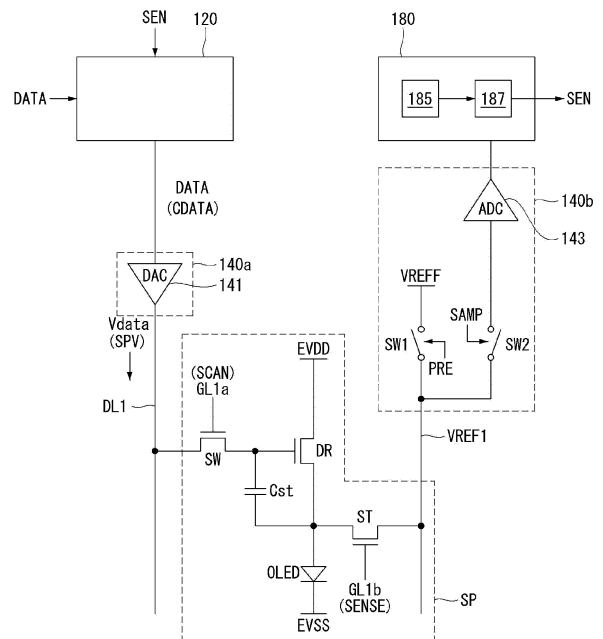 SEN
120
180
DATA
185
187
SEN
DATA
(CDATA)
140b
ADC
143
140a
DAC
141
VREFF
Vdata
(SPV)
SAMP
SW1
SW2
PRE
EVDD
(SCAN)
GL1a
DL1
VREF1
SW
DR
Cst
ST
OLED
GL1b
(SENSE)
SP
EVSS